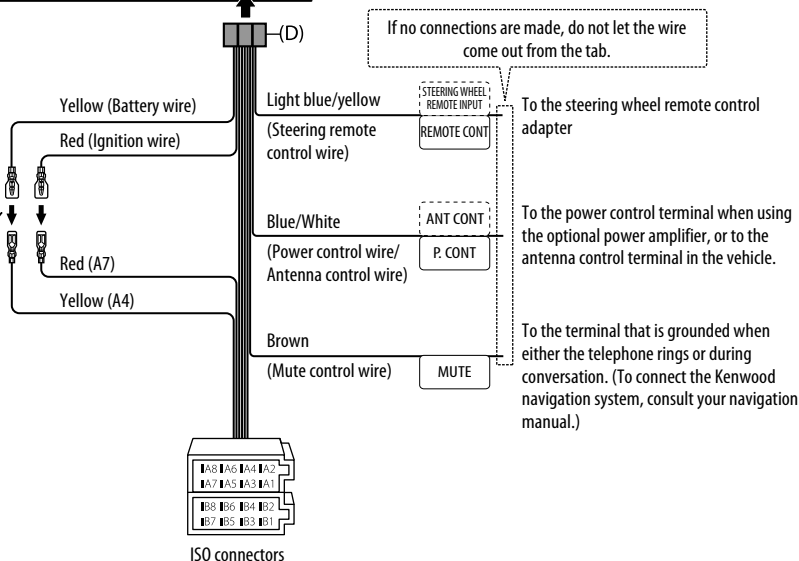 (D)
If no connections are made, do not let the wire
come out from the tab.
Yellow (Battery wire)
Red (Ignition wire)
Light blue/yellow
(Steering remote
control wire)
STEERING WHEEL
REMOTE INPUT
REMOTE CONT
To the steering wheel remote control
adapter
Blue/White
(Power control wire/
Antenna control wire)
ANT CONT
P. CONT
To the power control terminal when using
the optional power amplifier, or to the
antenna control terminal in the vehicle.
Red (A7)
Yellow (A4)
Brown
(Mute control wire)
MUTE
To the terminal that is grounded when
either the telephone rings or during
conversation. (To connect the Kenwood
navigation system, consult your navigation
manual.)
A8 A6 A4 A2
A7 A5 A3 A1
B8 B6 B4 B2
B7 B5 B3 B1
ISO connectors